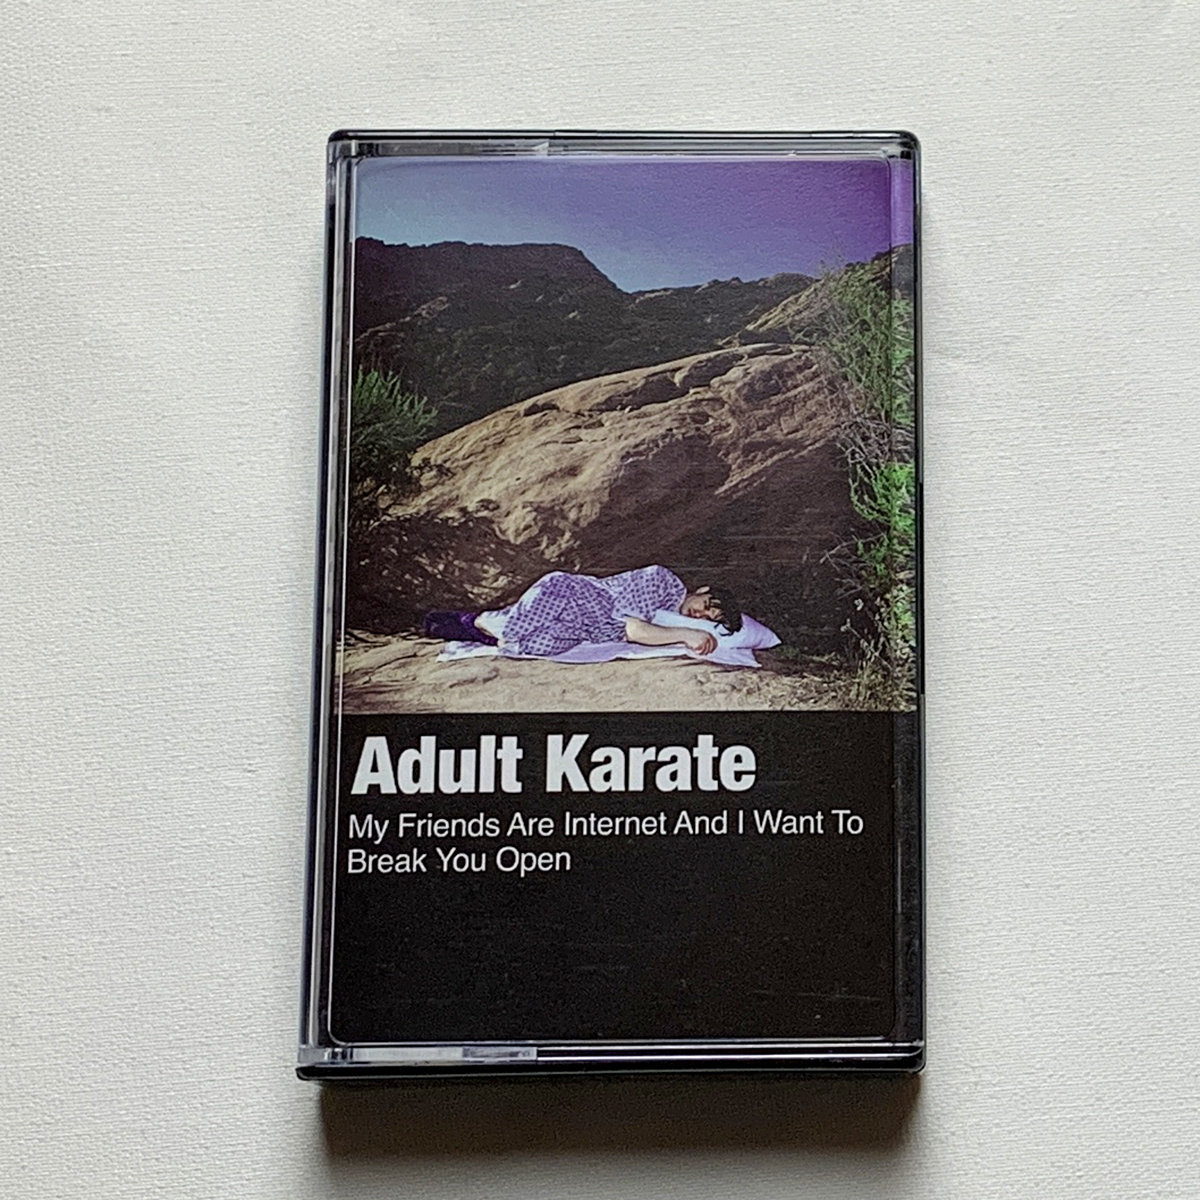 Adult Karate
My Friends Are Internet And I Want To
Break You Open